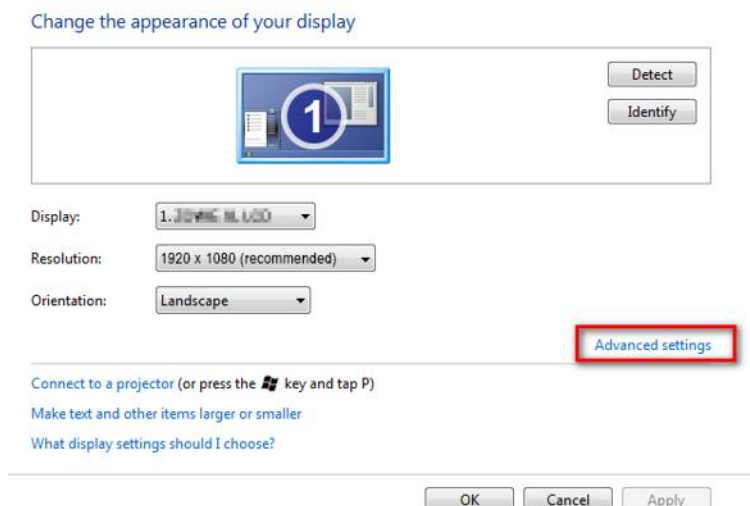 Change the appearance of your display
Detect
1
Identify
Display: 1.
Resolution: 1920 x 1080 (recommended)
Orientation: Landscape
Advanced settings
Connect to a projector (or press the key and tap P)
Make text and other items larger or smaller
What display settings should I choose?
OK Cancel Apply